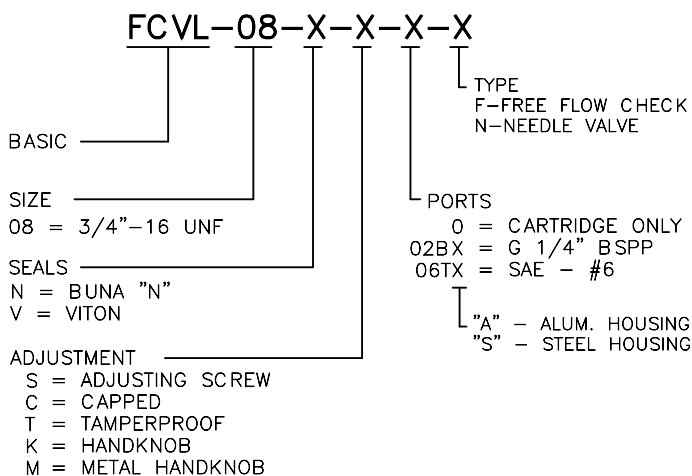 FCVL-08-X-X-X-X
TYPE
F-FREE FLOW CHECK
N-NEEDLE VALVE
BASIC
SIZE
08 = 3/4"-16 UNF
PORTS
0 = CARTRIDGE ONLY
02BX = G 1/4" BSPP
06TX = SAE - #6
"A" - ALUM. HOUSING
"S" - STEEL HOUSING
SEALS
N = BUNA "N"
V = VITON
ADJUSTMENT
S = ADJUSTING SCREW
C = CAPPED
T = TAMPERPROOF
K = HANDKNOB
M = METAL HANDKNOB